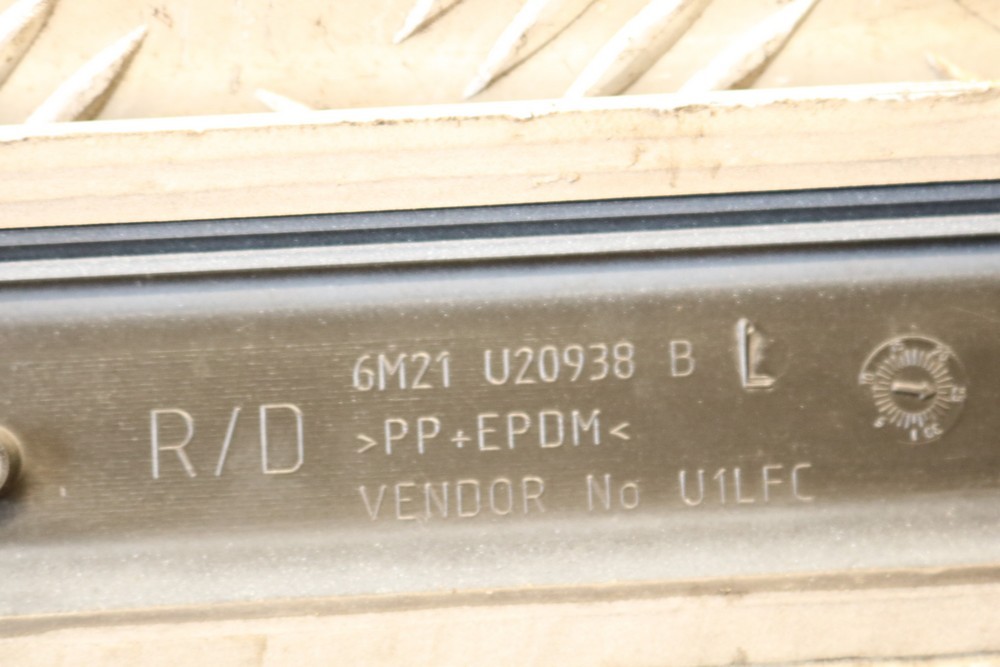 6M21 U20938 B L
R/D
>PP+EPDM<
VENDOR No U1LFC